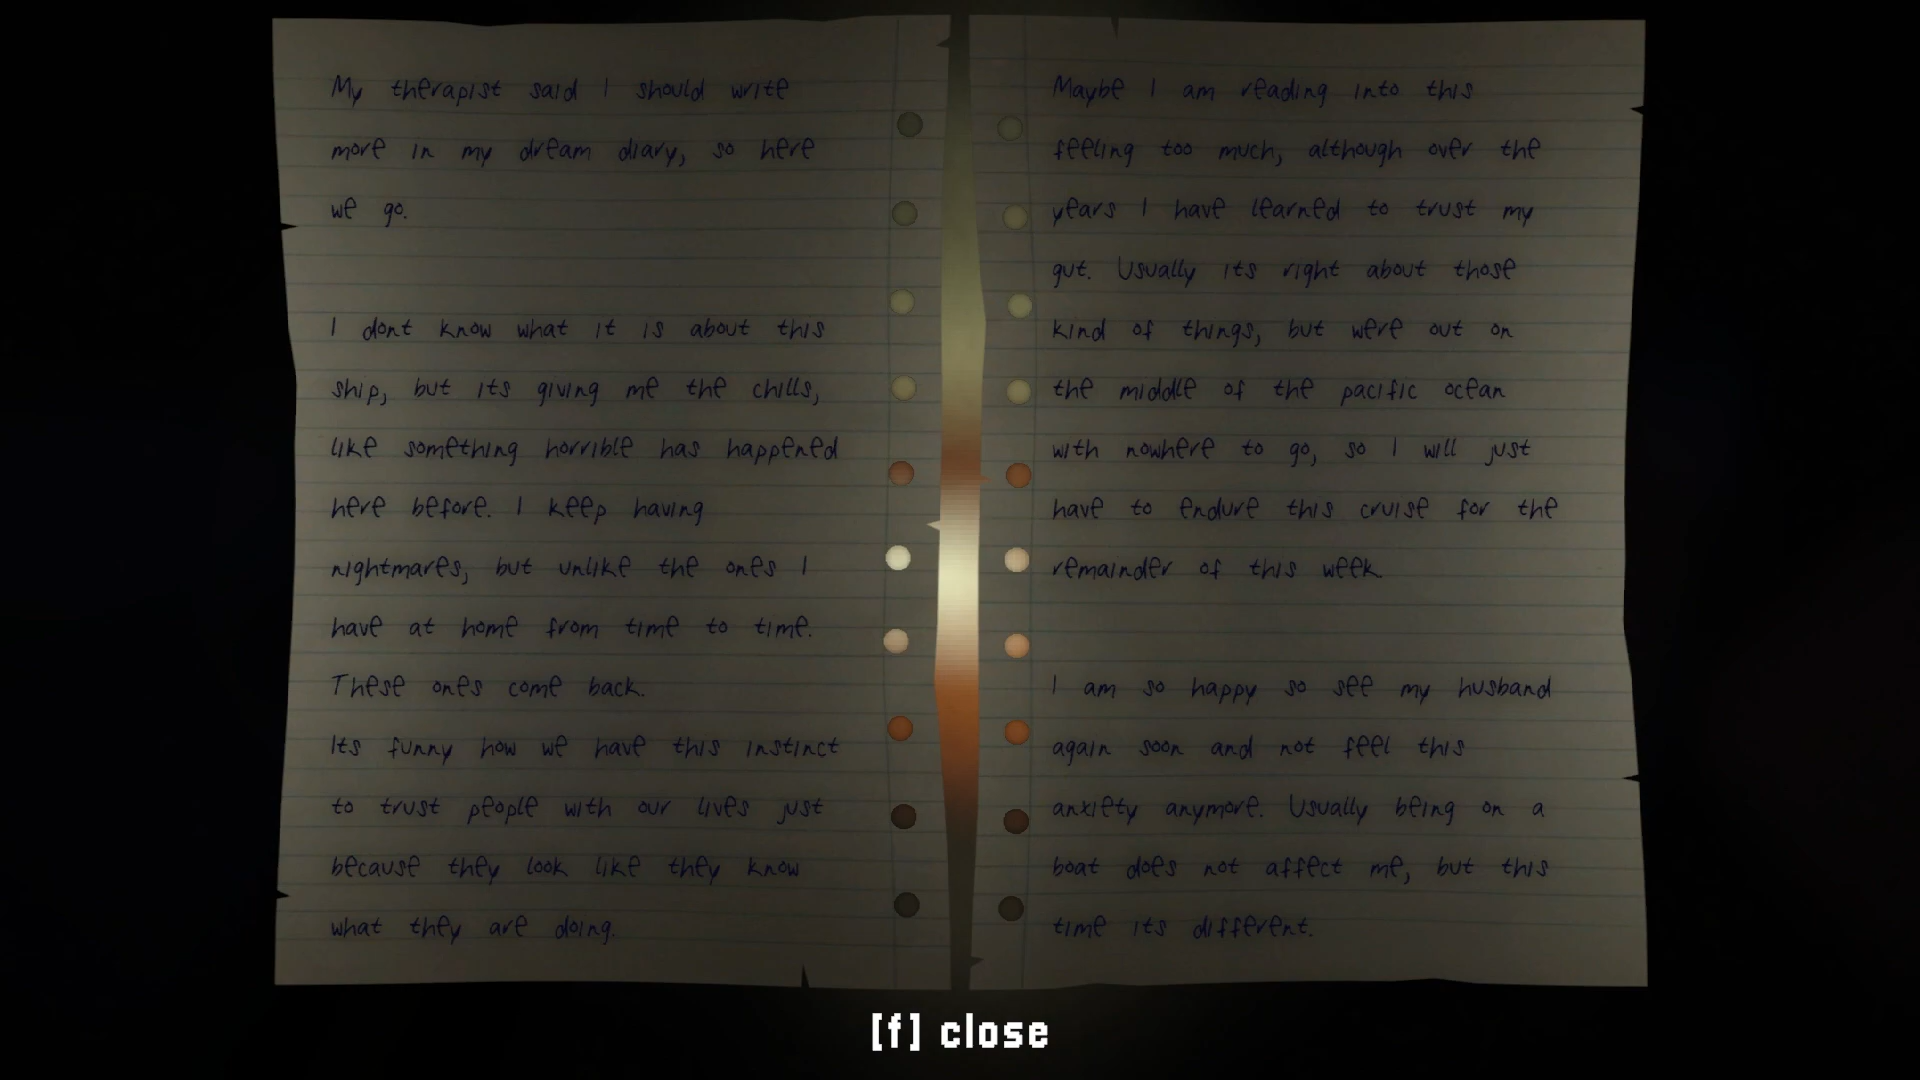 My therapist said I should write
more in my dream diary, so here
we go.
I dont know what it is about this
ship, but its giving me the chills,
like something horrible has happened
here before. I keep having
nightmares, but unlike the ones I
have at home from time to time.
These ones come back.
Its funny how we have this instinct
to trust people with our lives just
because they look like they know
what they are doing.
Maybe I am reading into this
feeling too much, although over the
years I have learned to trust my
gut. Usually its right about those
kind of things, but were out on
the middle of the pacific ocean
with nowhere to go, so I will just
have to endure this cruise for the
remainder of this week.
I am so happy so see my husband
again soon and not feel this
anxiety anymore. Usually being on a
boat does not affect me, but this
time its different.
[f] close